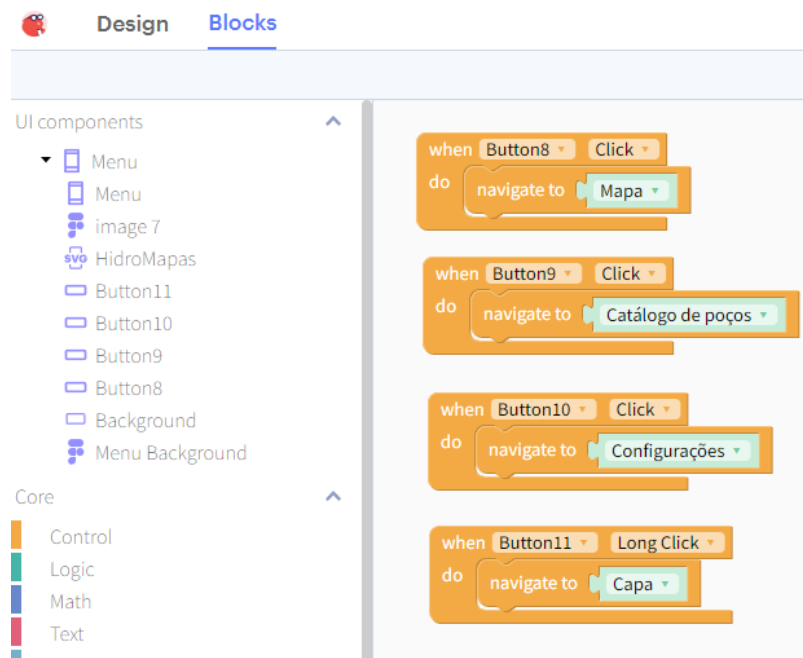 Design Blocks
UI components
Menu
Menu
image 7
SVG HidroMapas
Button11
Button10
Button9
Button8
Background
Menu Background
Core
Control
Logic
Math
Text
when Button8 Click
do navigate to Mapa
when Button9 Click
do navigate to Catálogo de poços
when Button10 Click
do navigate to Configurações
when Button11 Long Click
do navigate to Capa